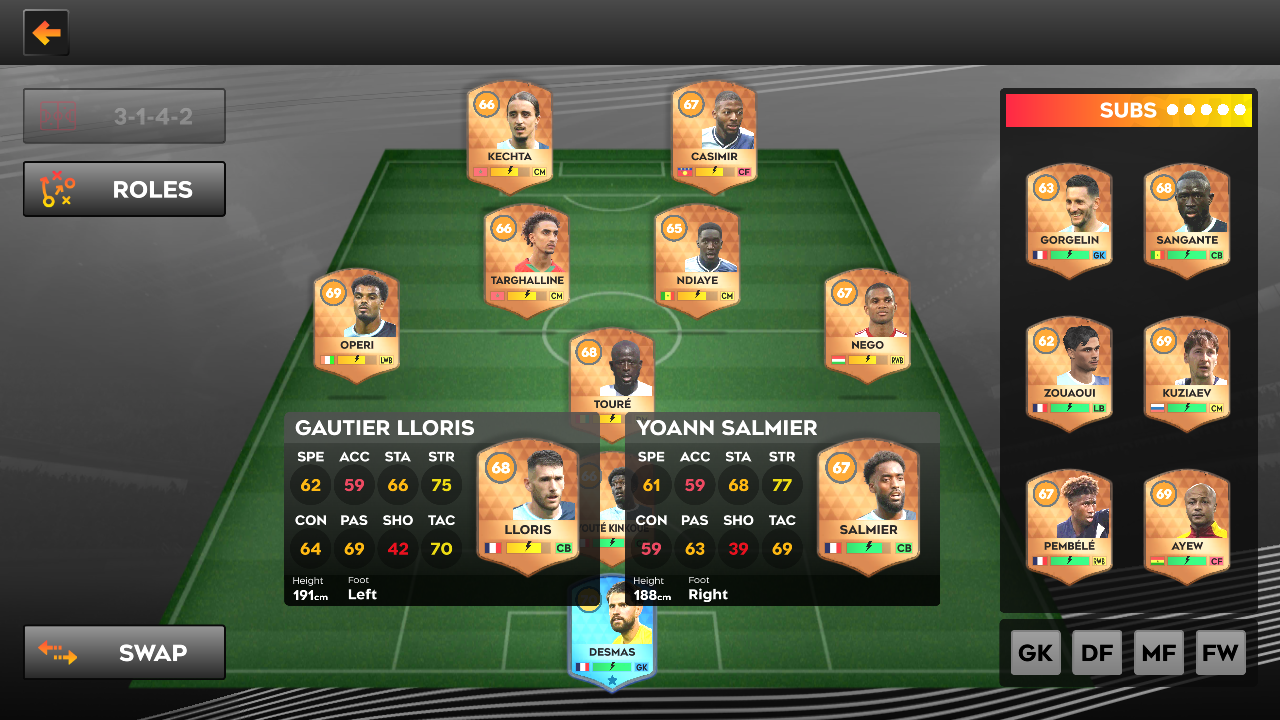 3-1-4-2
ROLES
SWAP
66
KECHTA
CM
67
CASIMIR
CF
66
TARGHALLINE
CM
65
NDIAYE
CM
69
OPERI
LWB
67
NEGO
RWB
68
TOURÉ
GAUTIER LLORIS
SPE ACC STA STR
62 59 66 75
CON PAS SHO TAC
64 69 42 70
Height Foot
191cm Left
68
LLORIS
CB
YOANN SALMIER
SPE ACC STA STR
61 59 68 77
CON PAS SHO TAC
59 63 39 69
Height Foot
188cm Right
67
SALMIER
CB
DESMAS
GK
SUBS
63
GORGELIN
GK
68
SANGANTE
CB
62
ZOUAOUI
LB
69
KUZIAEV
CM
67
PEMBÉLÉ
RWB
69
AYEW
CF
GK DF MF FW